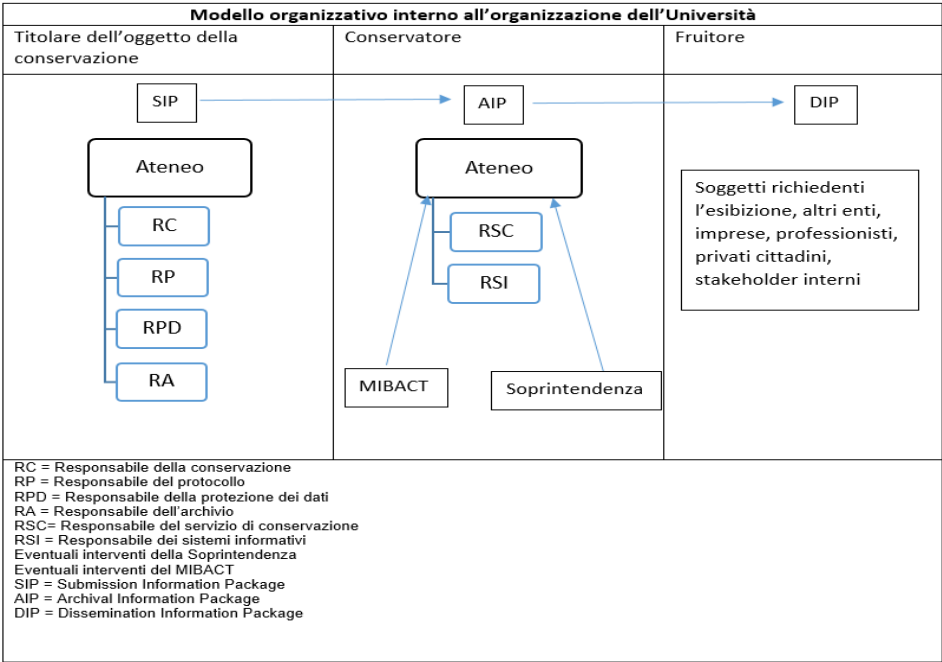 Modello organizzativo interno all’organizzazione dell’Università
Titolare dell’oggetto della
conservazione
Conservatore
Fruitore
SIP
AIP
DIP
Ateneo
RC
RP
RPD
RA
Ateneo
RSC
RSI
MIBACT
Soprintendenza
Soggetti richiedenti
l’esibizione, altri enti,
imprese, professionisti,
privati cittadini,
stakeholder interni
RC = Responsabile della conservazione
RP = Responsabile del protocollo
RPD = Responsabile della protezione dei dati
RA = Responsabile dell’archivio
RSC= Responsabile del servizio di conservazione
RSI = Responsabile dei sistemi informativi
Eventuali interventi della Soprintendenza
Eventuali interventi del MIBACT
SIP = Submission Information Package
AIP = Archival Information Package
DIP = Dissemination Information Package